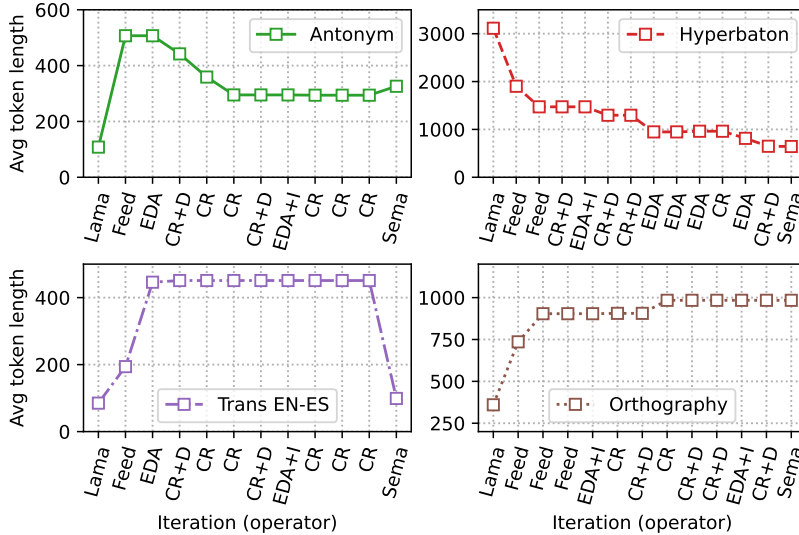 Avg token length
600
400
200
0
Antonym
Lama
Feed
EDA
CR+D
CR
CR
CR+D
EDA+I
CR
CR
CR
Sema
3000
2000
1000
0
Hyperbaton
Lama
Feed
Feed
CR+D
EDA+I
CR+D
CR+D
EDA
EDA
EDA
CR
EDA
CR+D
Sema
Avg token length
400
200
0
Trans EN-ES
Lama
Feed
EDA
CR+D
CR
CR
CR+D
EDA+I
CR
CR
CR
Sema
Iteration (operator)
1000
750
500
250
Orthography
Lama
Feed
Feed
Feed
EDA+I
CR
CR
CR
CR+D
CR+D
EDA+I
CR+D
Sema
Iteration (operator)